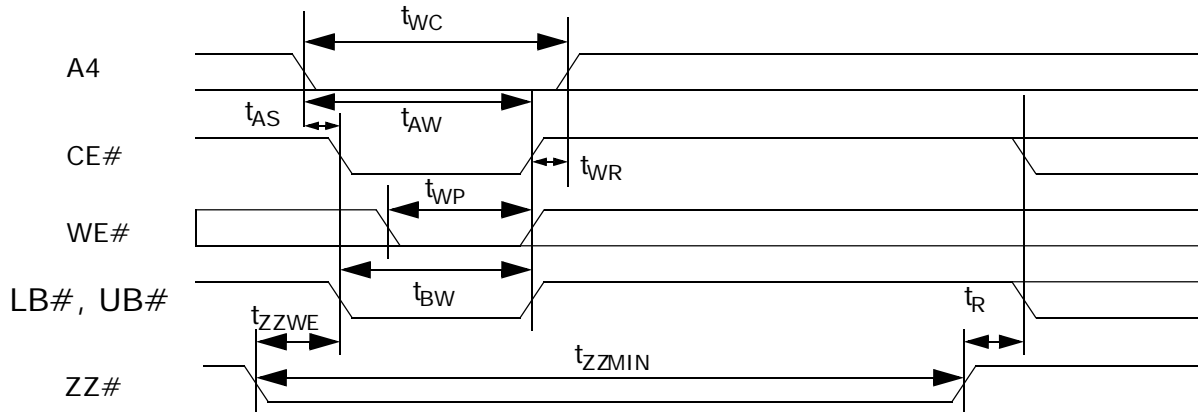 tWC
A4
tAS
tAW
CE#
tWR
tWP
WE#
LB#, UB#
tBW
tR
tZZWE
tZZMIN
ZZ#